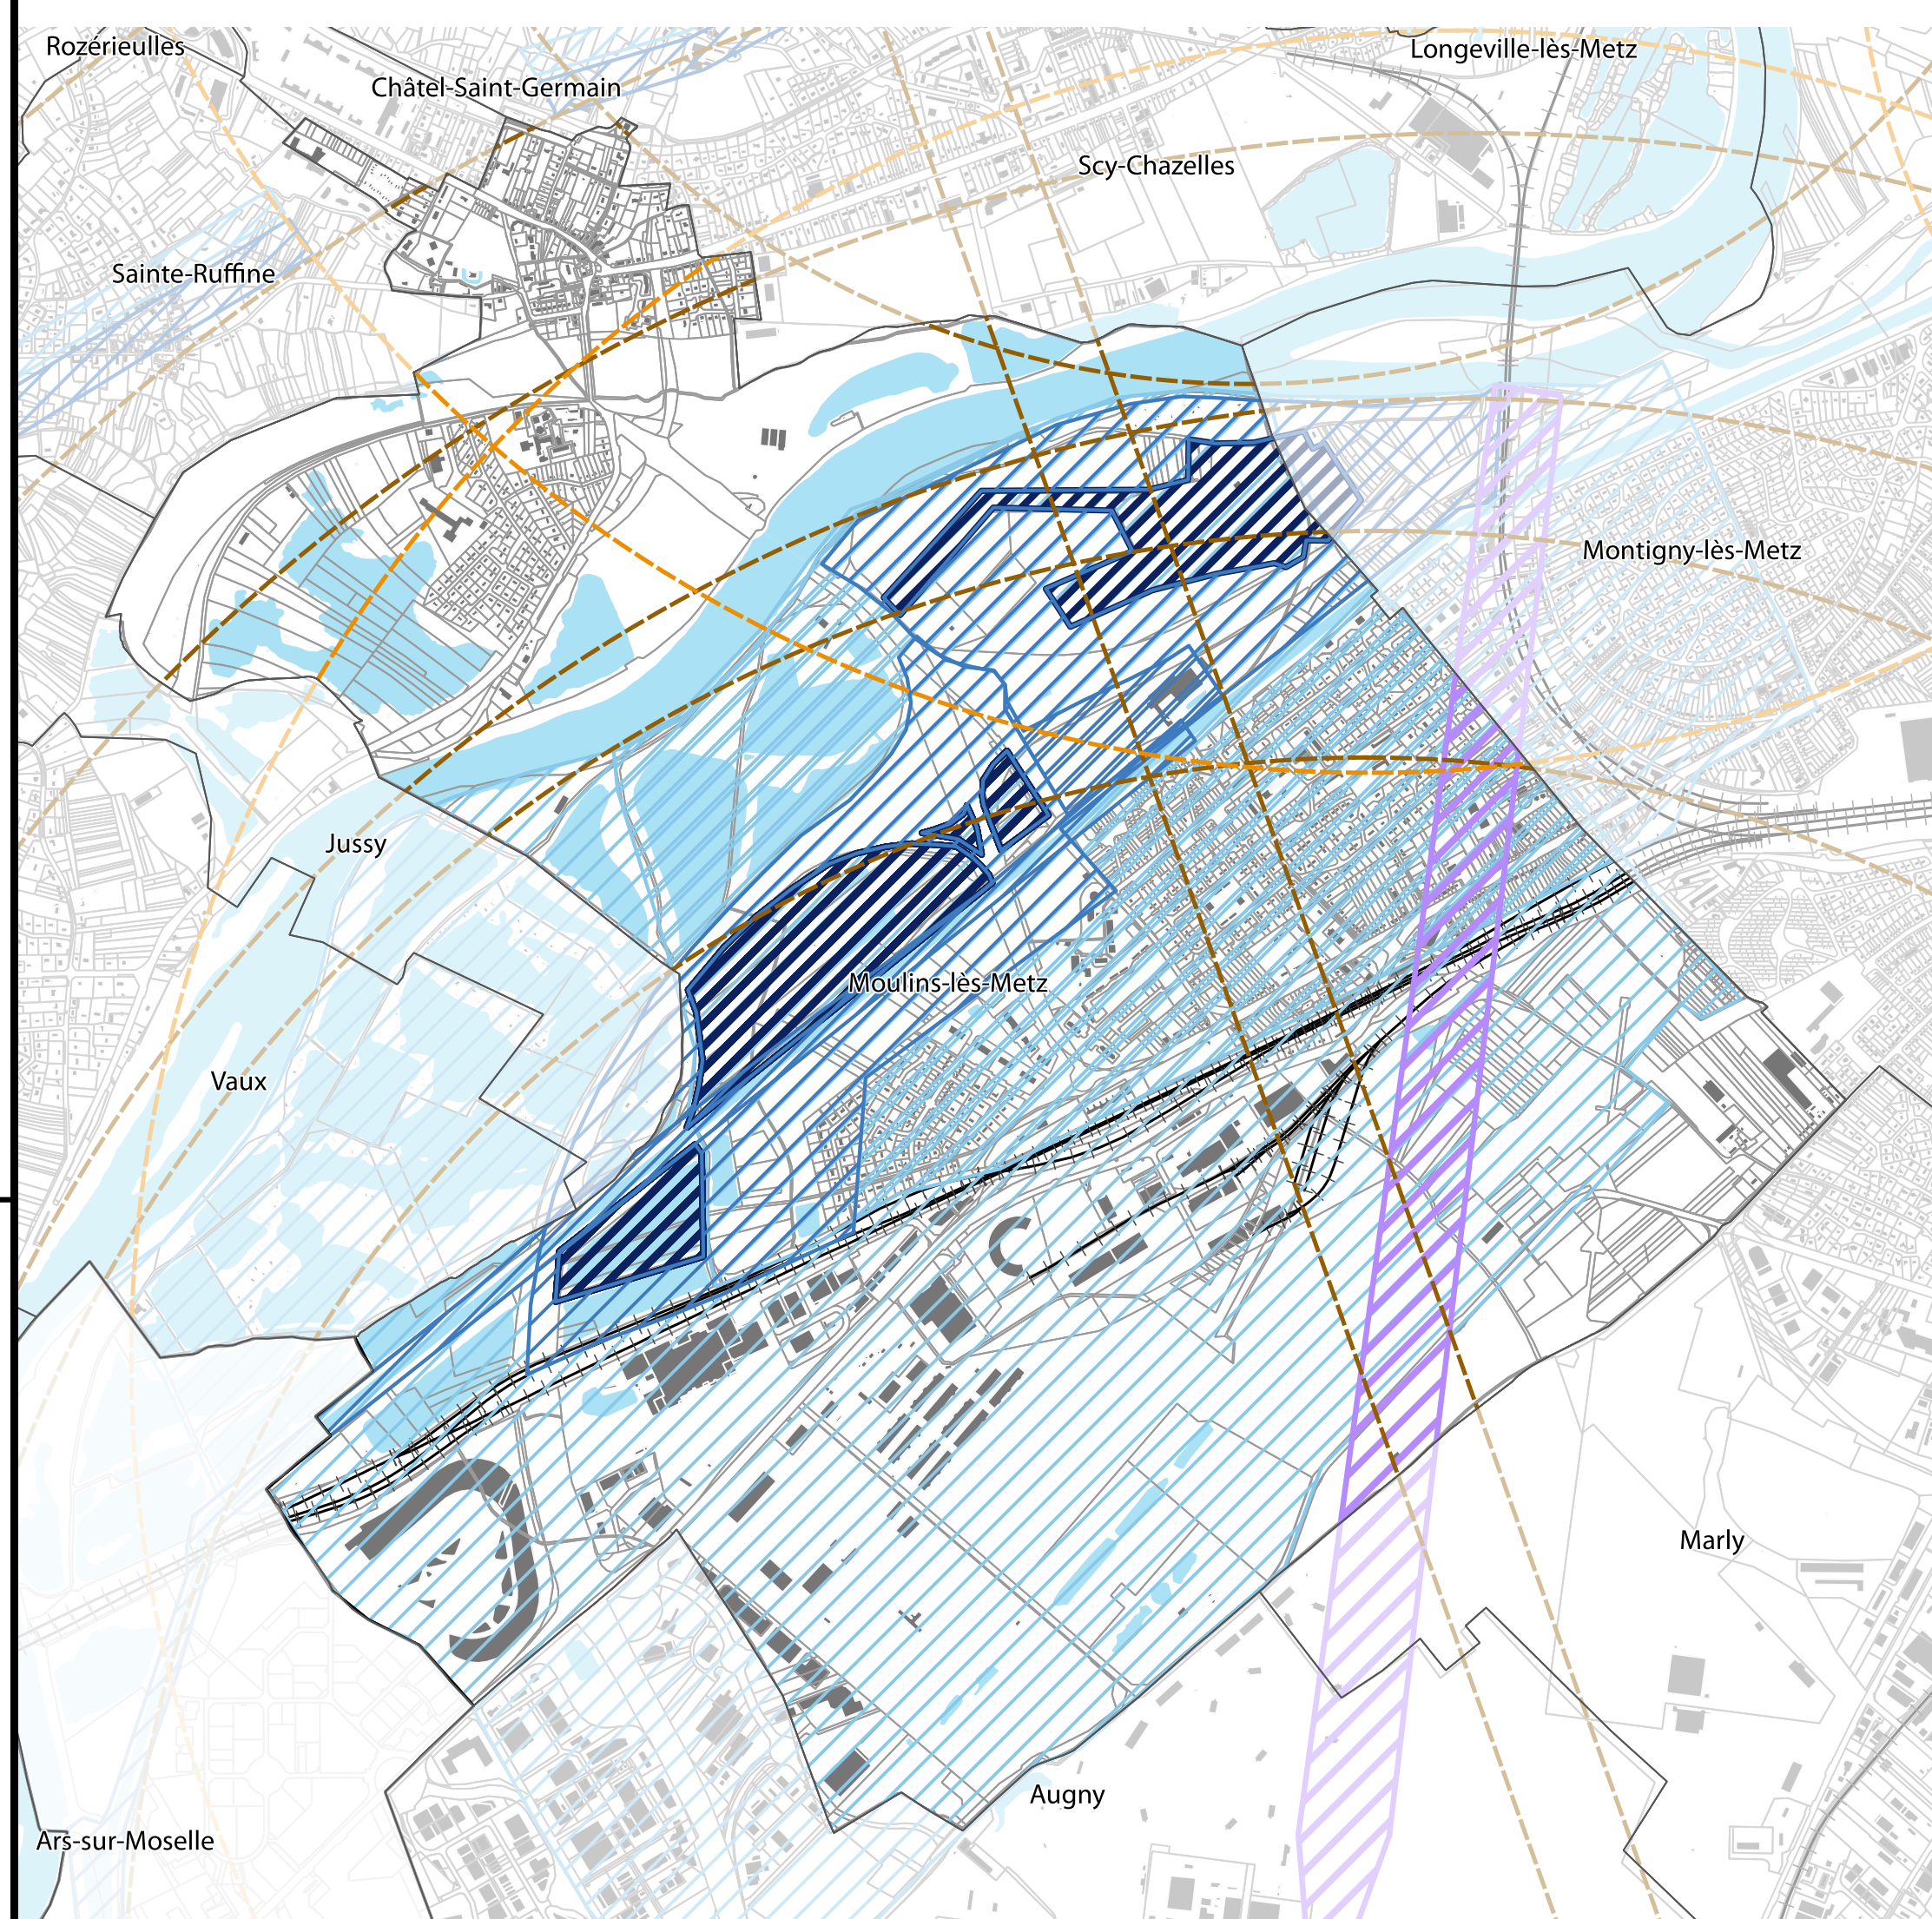 Rozérieulles
Longeville-lès-Metz
Châtel-Saint-Germain
Scy-Chazelles
Sainte-Ruffine
Montigny-lès-Metz
Jussy
Moulins-lès-Metz
Vaux
Marly
Augny
Ars-sur-Moselle